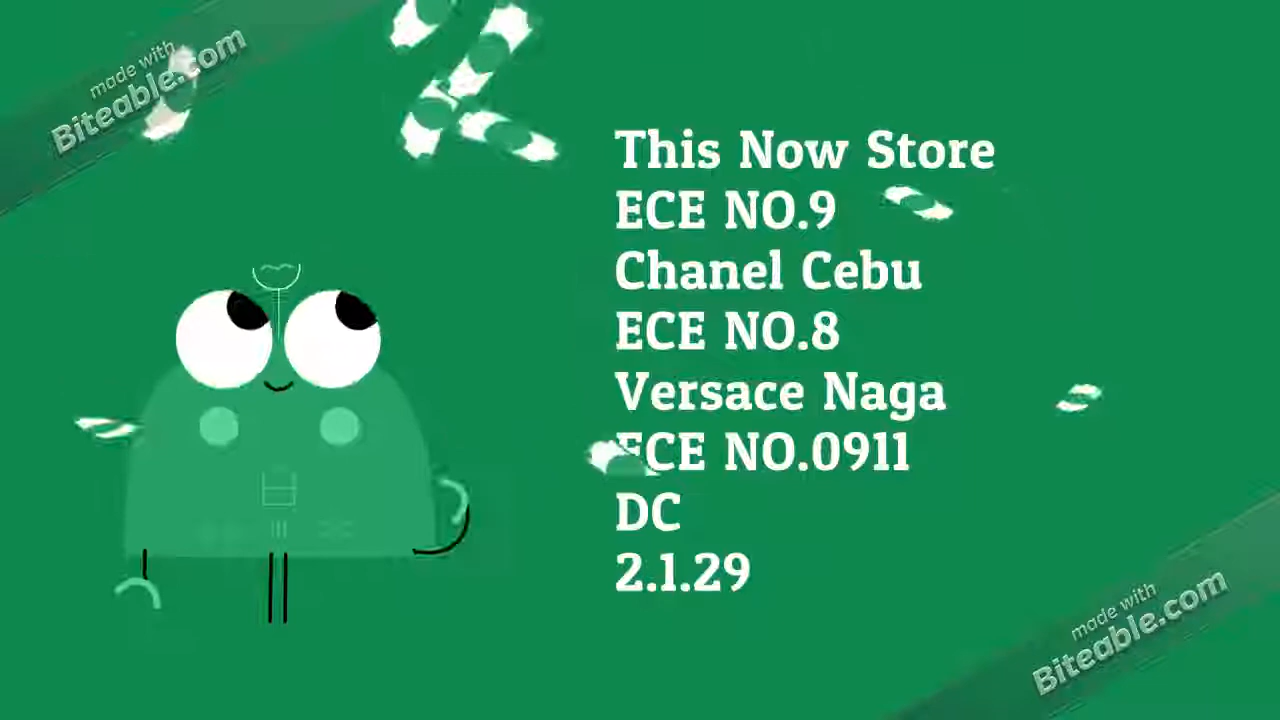 made with
Biteable.com
This Now Store
ECE NO.9
Chanel Cebu
ECE NO.8
Versace Naga
ECE NO.0911
DC
2.1.29
made with
Biteable.com